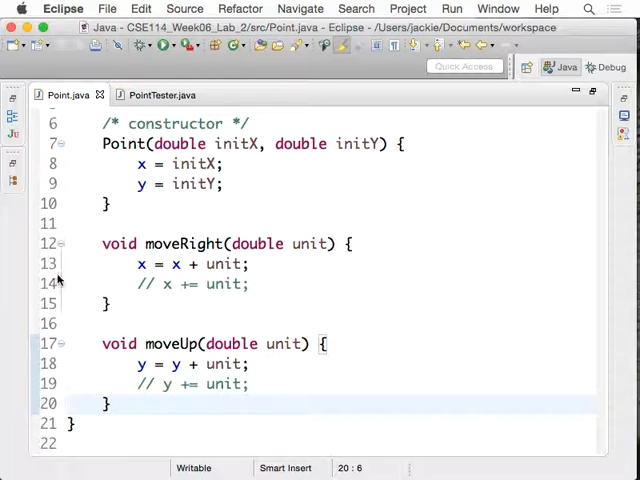 Eclipse File Edit Source Refactor Navigate Search Project Run Window Help
Java - CSE114_Week06_Lab_2/src/Point.java - Eclipse - /Users/jackie/Documents/workspace
Quick Access
Java
Debug
Point.java
PointTester.java
6 /* constructor */
7 Point(double initX, double initY) {
8 x = initX;
9 y = initY;
10 }
11
12 void moveRight(double unit) {
13 x = x + unit;
14 // x += unit;
15 }
16
17 void moveUp(double unit) {
18 y = y + unit;
19 // y += unit;
20 }
21 }
22
Writable Smart Insert 20 : 6